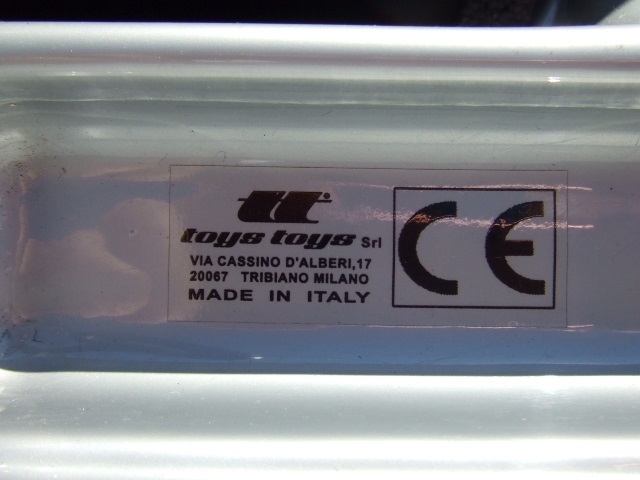 tt
toys toys Srl
VIA CASSINO D'ALBERI,17
20067 TRIBIANO MILANO
MADE IN ITALY
CE